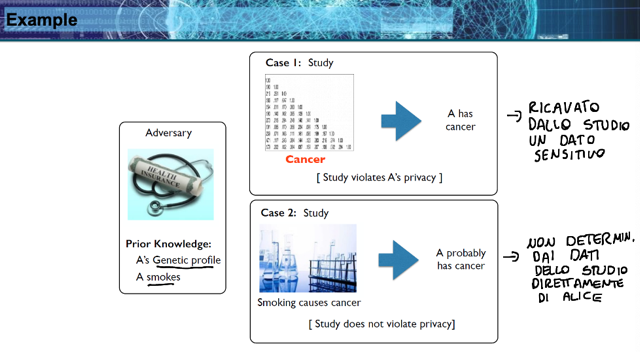 Example
Case 1: Study
Cancer
A has
cancer
[ Study violates A's privacy ]
RICAVATO
DALLO STUDIO
UN DATO
SENSITIVO
Adversary
HEALTH
INSURANCE
Prior Knowledge:
A's Genetic profile
A smokes
Case 2: Study
Smoking causes cancer
A probably
has cancer
[ Study does not violate privacy]
NON DETERMIN.
DAI DATI
DELLO STUDIO
DIRETTAMENTE
DI ALICE